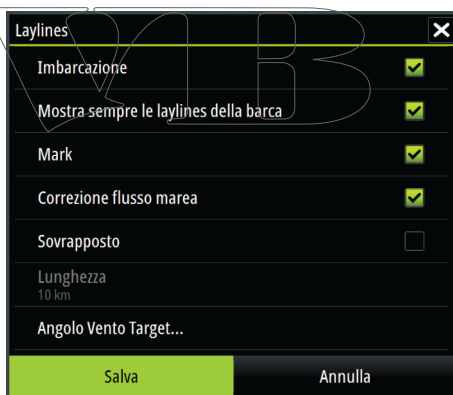 Laylines
Imbarcazione
Mostra sempre le laylines della barca
Mark
Correzione flusso marea
Sovrapposto
Lunghezza
10 km
Angolo Vento Target...
Salva
Annulla